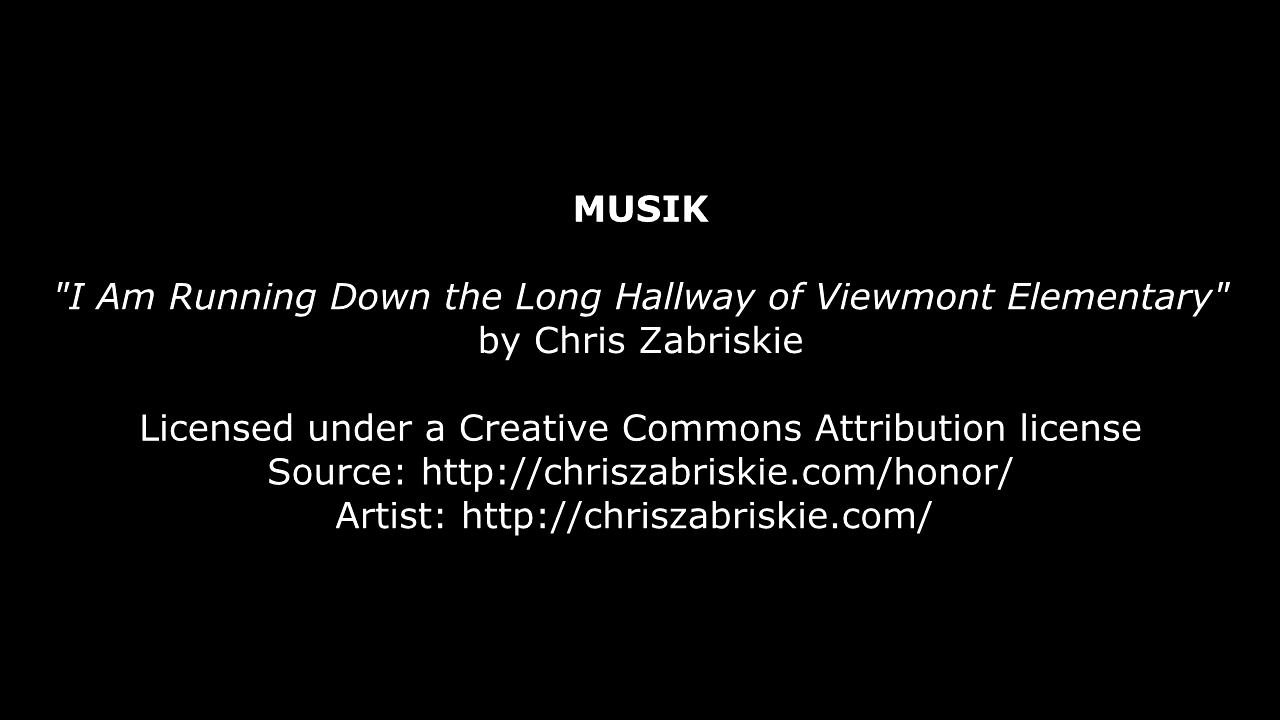 MUSIK
"I Am Running Down the Long Hallway of Viewmont Elementary"
by Chris Zabriskie
Licensed under a Creative Commons Attribution license
Source: http://chriszabriskie.com/honor/
Artist: http://chriszabriskie.com/